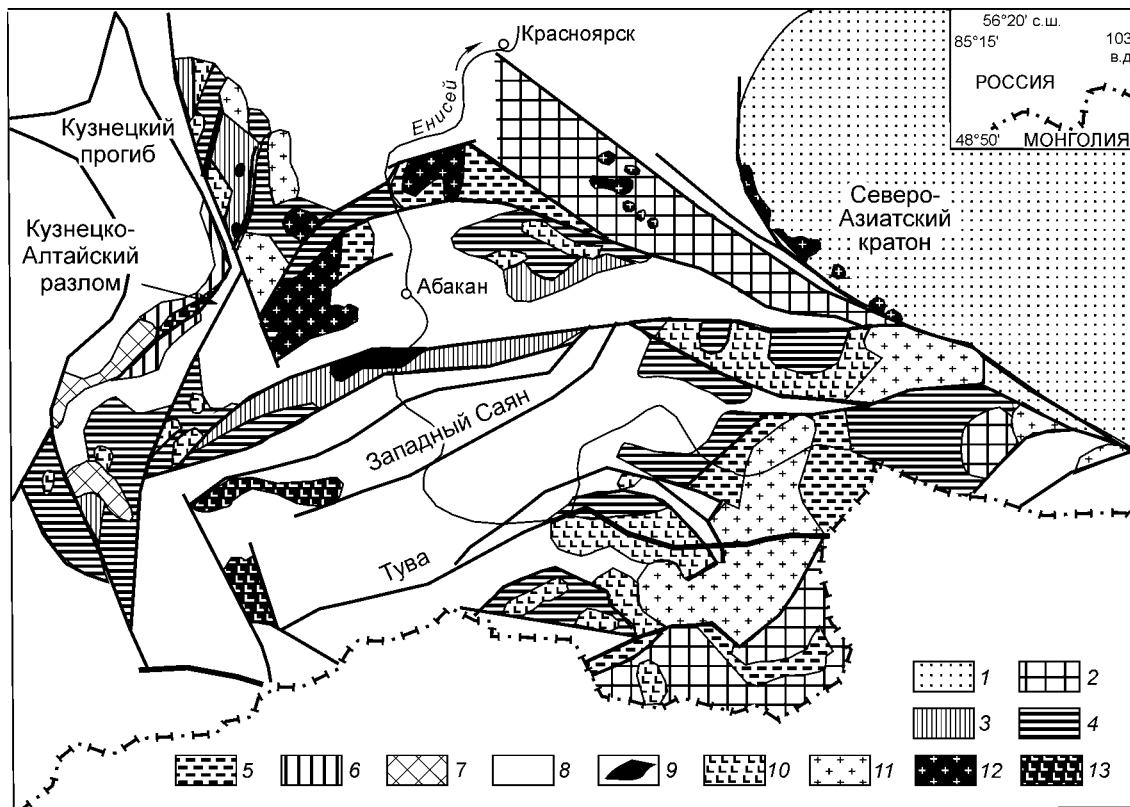 56°20' с.ш.
85°15'
103
в.д
РОССИЯ
48°50'
МОНГОЛИЯ
Красноярск
Енисей
Кузнецкий
прогиб
Северо-
Азиатский
кратон
Кузнецко-
Алтайский
разлом
Абакан
Западный Саян
Тува
1
2
3
4
5
6
7
8
9
10
11
12
13